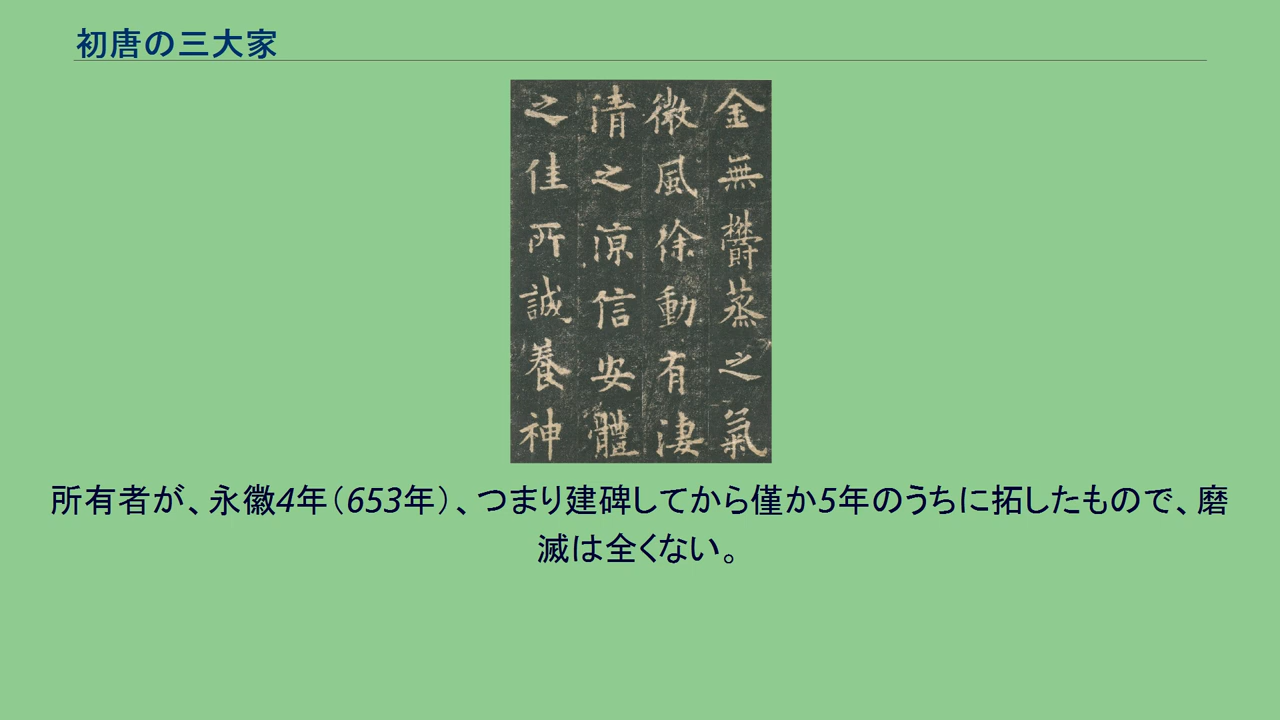 初唐の三大家
金無欝蒸之氣
微風徐動有淒
清之涼信安體
之佳所誠養神
所有者が、永徽4年（653年）、つまり建碑してから僅か5年のうちに拓したもので、磨
滅は全くない。